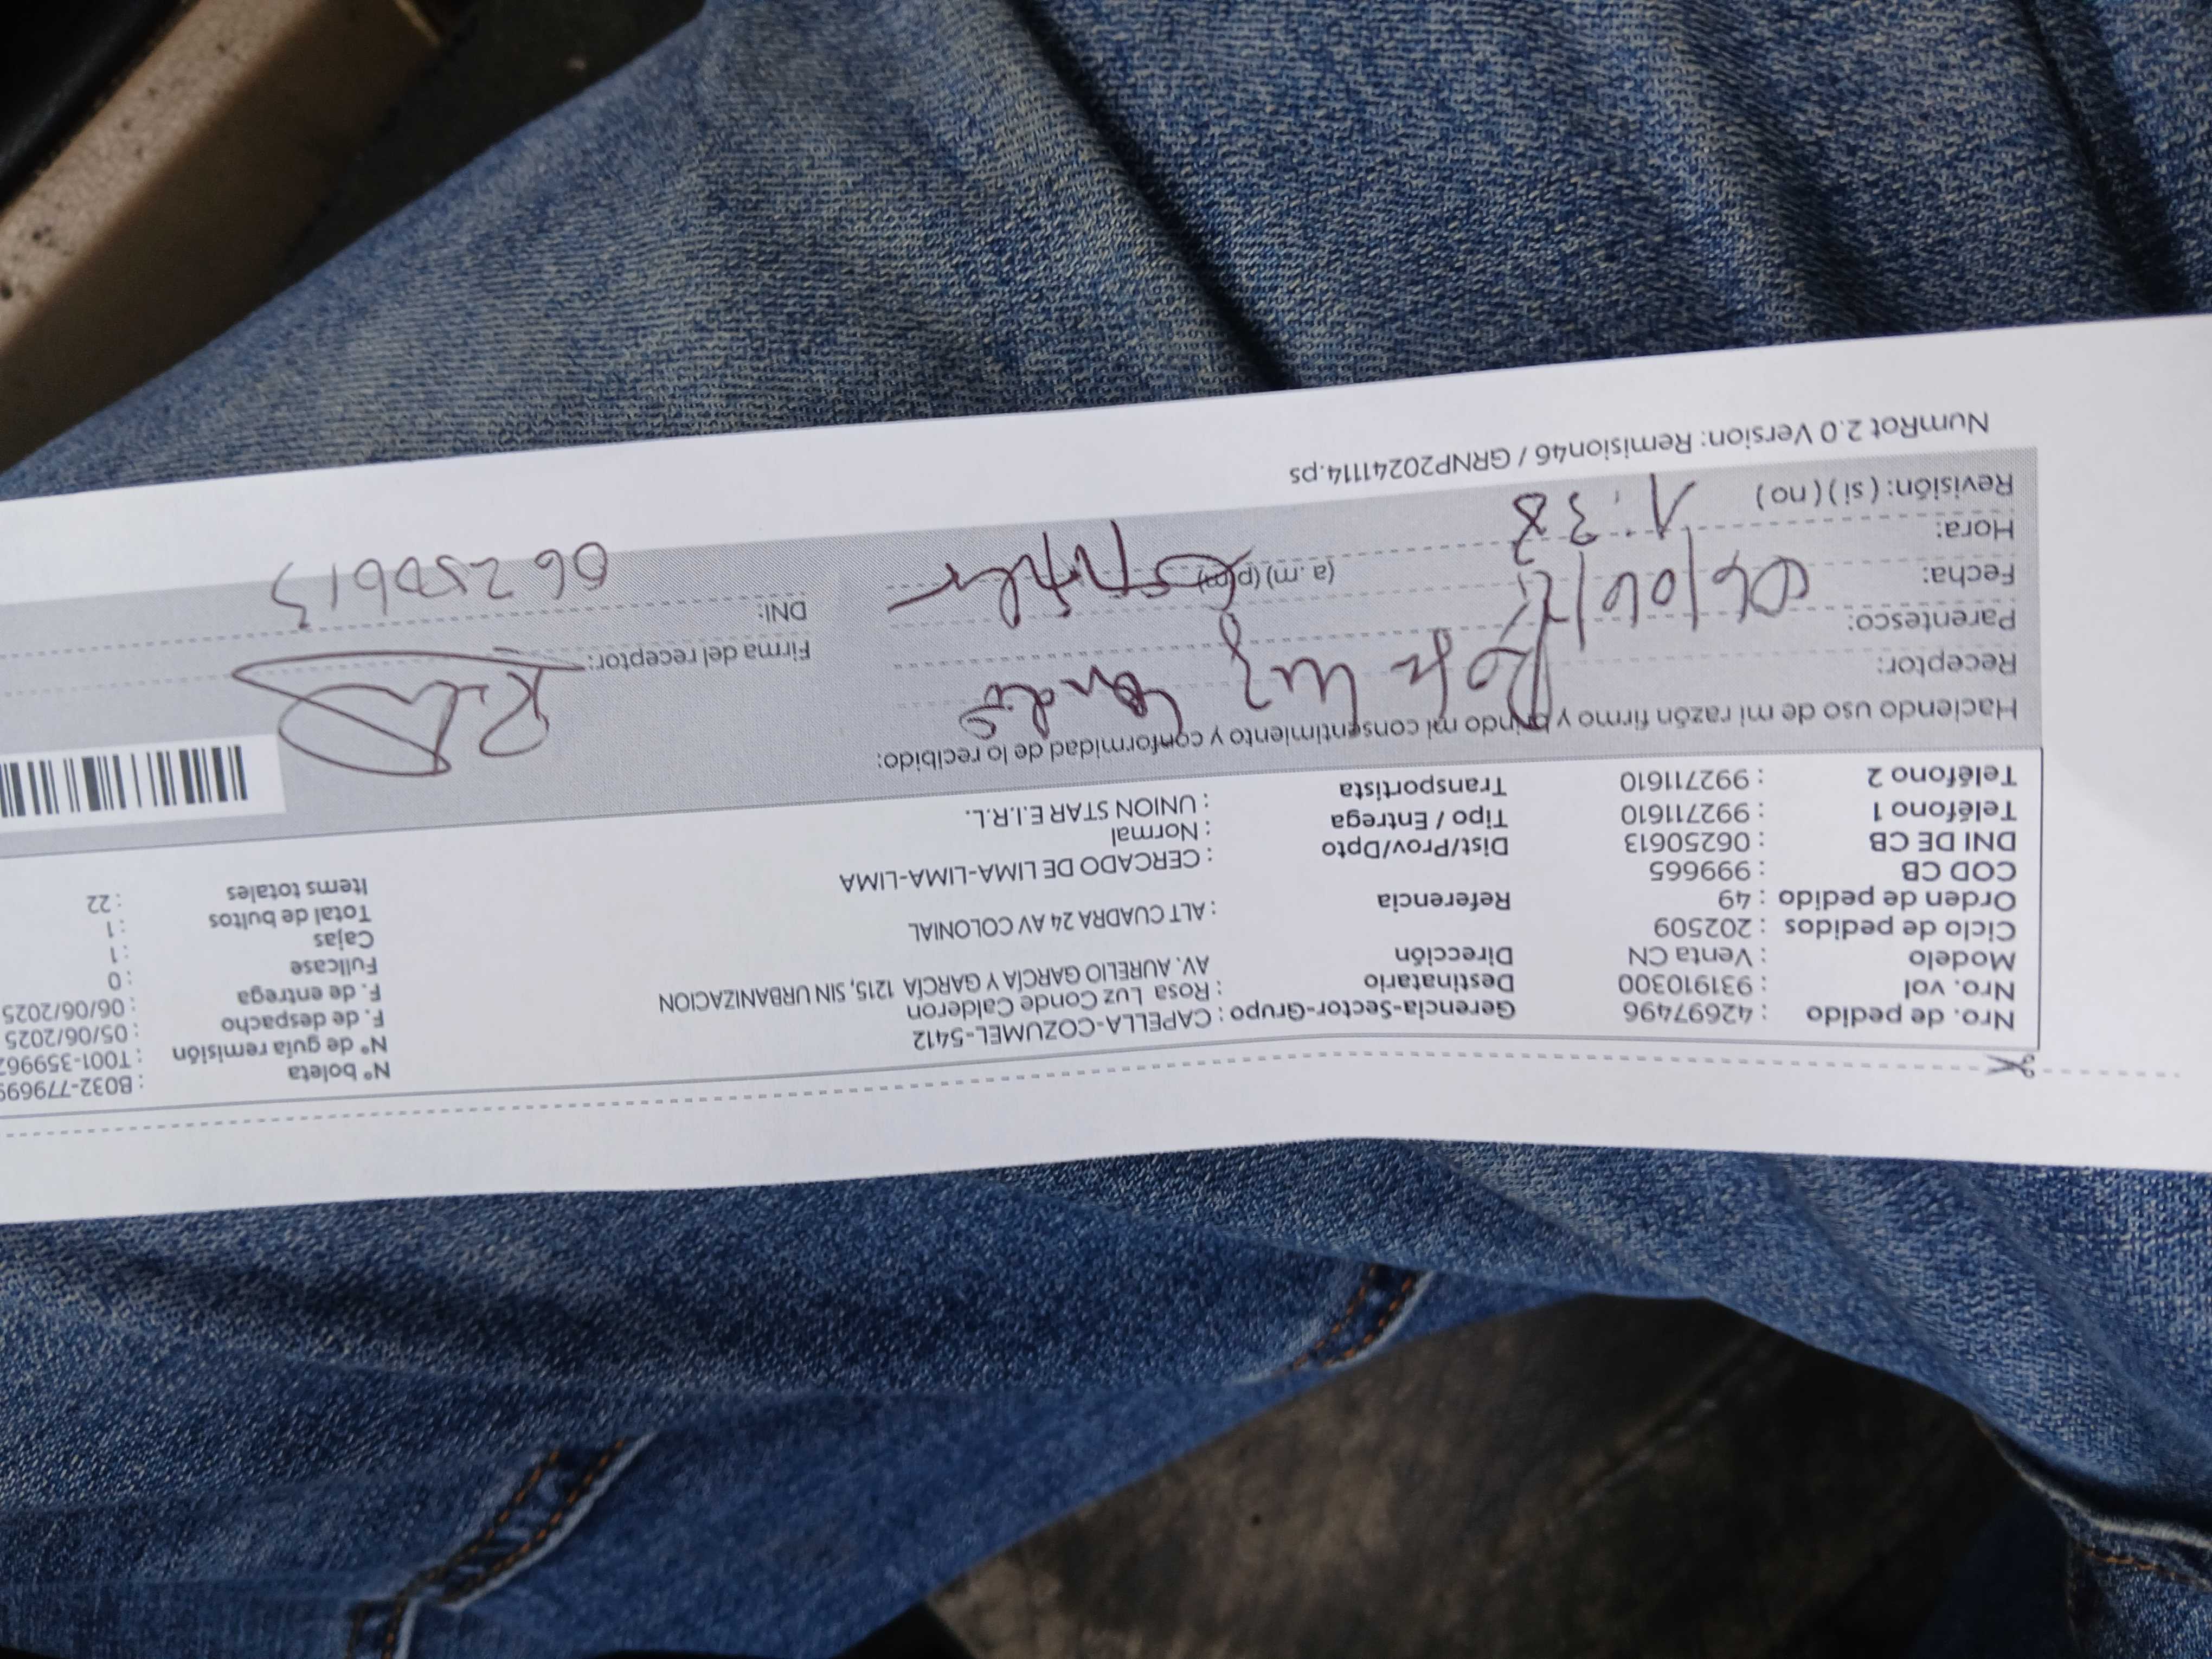 Nro. de pedido : 42697496
Nro. vol : 931910300
Modelo : Venta CN
Ciclo de pedidos : 202509
Orden de pedido : 49
COD CB : 999665
DNI DE CB : 06250613
Teléfono 1 : 992711610
Teléfono 2 : 992711610
Gerencia-Sector-Grupo : CAPELLA-COZUMEL-5412
Destinatario : Rosa Luz Conde Calderon
Dirección AV. AURELIO GARCÍA Y GARCÍA 1215, SIN URBANIZACION
Referencia : ALT CUADRA 24 AV COLONIAL
Dist/Prov/Dpto : CERCADO DE LIMA-LIMA-LIMA
Tipo / Entrega : Normal
Transportista : UNION STAR E.I.R.L.
N° boleta : B032-779699
N° de guía remisión : T001-35996
F. de despacho : 05/06/2025
F. de entrega : 06/06/2025
Fullcase : 0
Cajas : 1
Total de bultos : 1
Items totales : 22
Haciendo uso de mi razón firmo y brindo mi consentimiento y conformidad de lo recibido:
Receptor: Rosa Luz Conde
Parentesco:
Fecha: 06/06/
Hora: 1:38 (a.m) (p.m)
Revisión: (si) (no)
Firma del receptor:
DNI: 06250613
NumRot 2.0 Version: Remision46 / GRNP20241114.ps